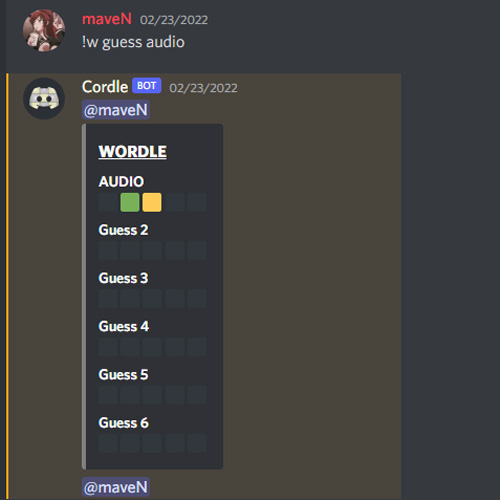 maveN 02/23/2022
!w guess audio
Cordle BOT 02/23/2022
@maveN
WORDLE
AUDIO
Guess 2
Guess 3
Guess 4
Guess 5
Guess 6
@maveN